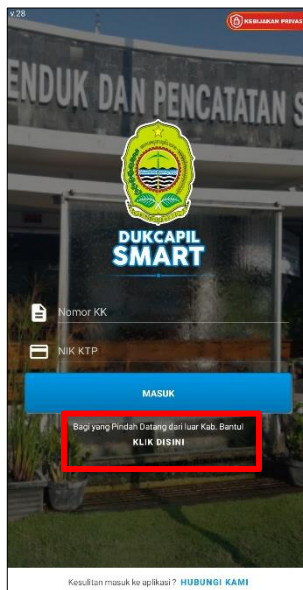 v.28
KEBIJAKAN PRIVAS
ENDUK DAN PENCATATAN S
DUKCAPIL
SMART
Nomor KK
NIK KTP
MASUK
Bagi yang Pindah Datang dari luar Kab. Bantul
KLIK DISINI
Kesulitan masuk ke aplikasi ? HUBUNGI KAMI